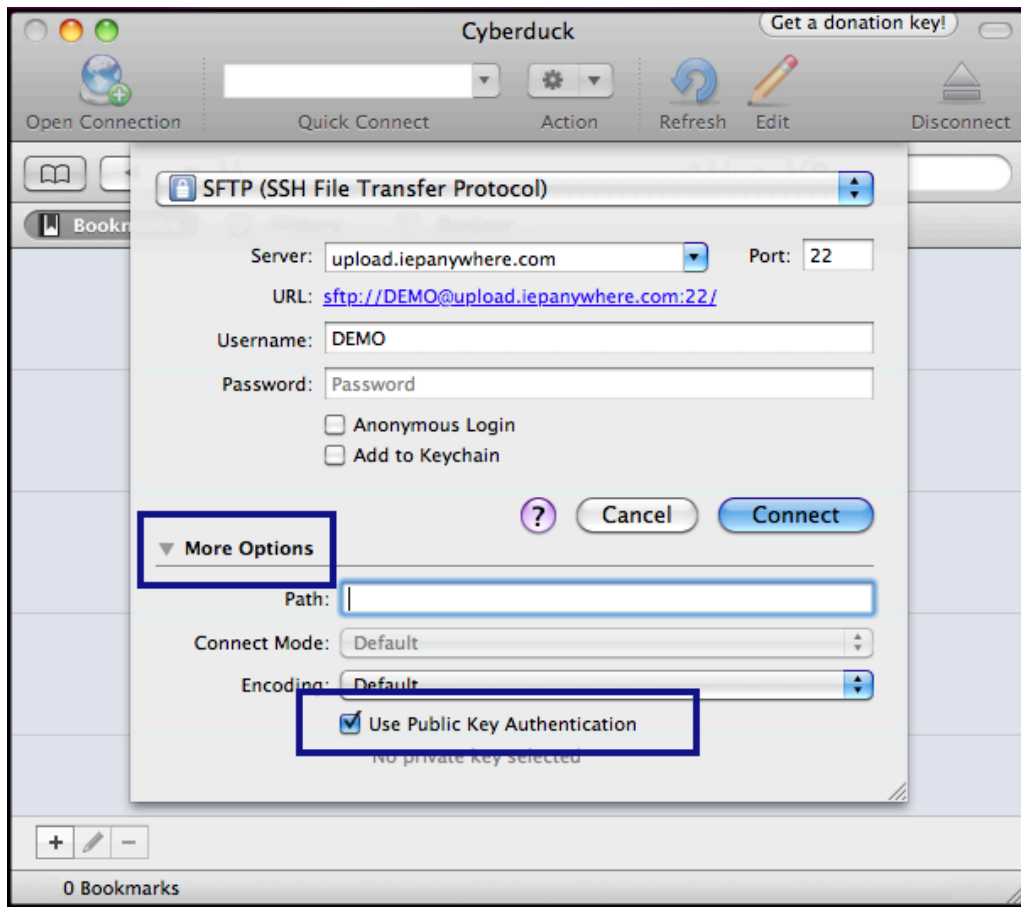 Cyberduck
Get a donation key!
Open Connection
Quick Connect
Action
Refresh
Edit
Disconnect
SFTP (SSH File Transfer Protocol)
Server: upload.iepanywhere.com Port: 22
URL: sftp://DEMO@upload.iepanywhere.com:22/
Username: DEMO
Password: Password
Anonymous Login
Add to Keychain
? Cancel Connect
More Options
Path:
Connect Mode: Default
Encoding: Default
Use Public Key Authentication
No private key selected
+ −
0 Bookmarks